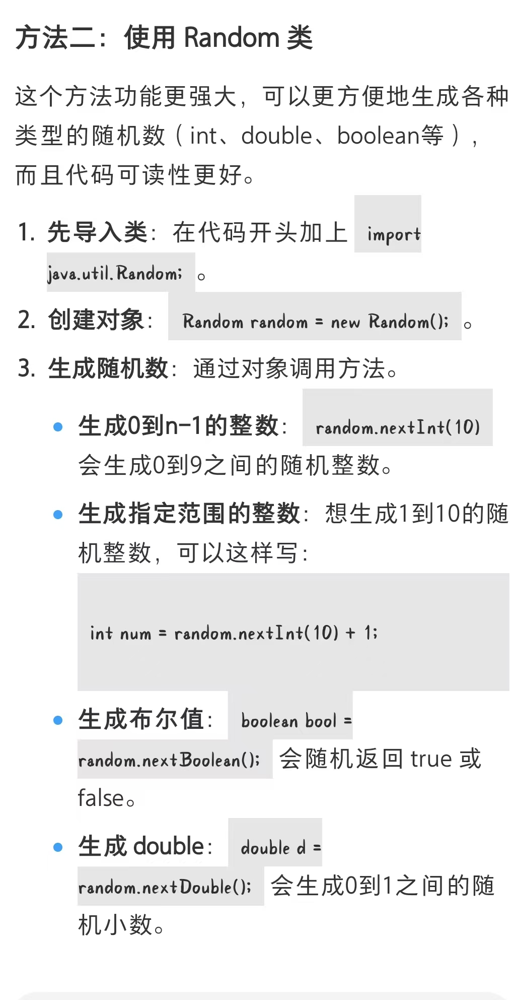 方法二：使用 Random 类
这个方法功能更强大，可以更方便地生成各种
类型的随机数（int、double、boolean等），
而且代码可读性更好。
1. 先导入类：在代码开头加上 import
java.util.Random; 。
2. 创建对象： Random random = new Random(); 。
3. 生成随机数：通过对象调用方法。
生成0到n-1的整数： random.nextInt(10)
会生成0到9之间的随机整数。
生成指定范围的整数：想生成1到10的随
机整数，可以这样写：
int num = random.nextInt(10) + 1;
生成布尔值： boolean bool =
random.nextBoolean(); 会随机返回 true 或
false。
生成 double： double d =
random.nextDouble(); 会生成0到1之间的随
机小数。